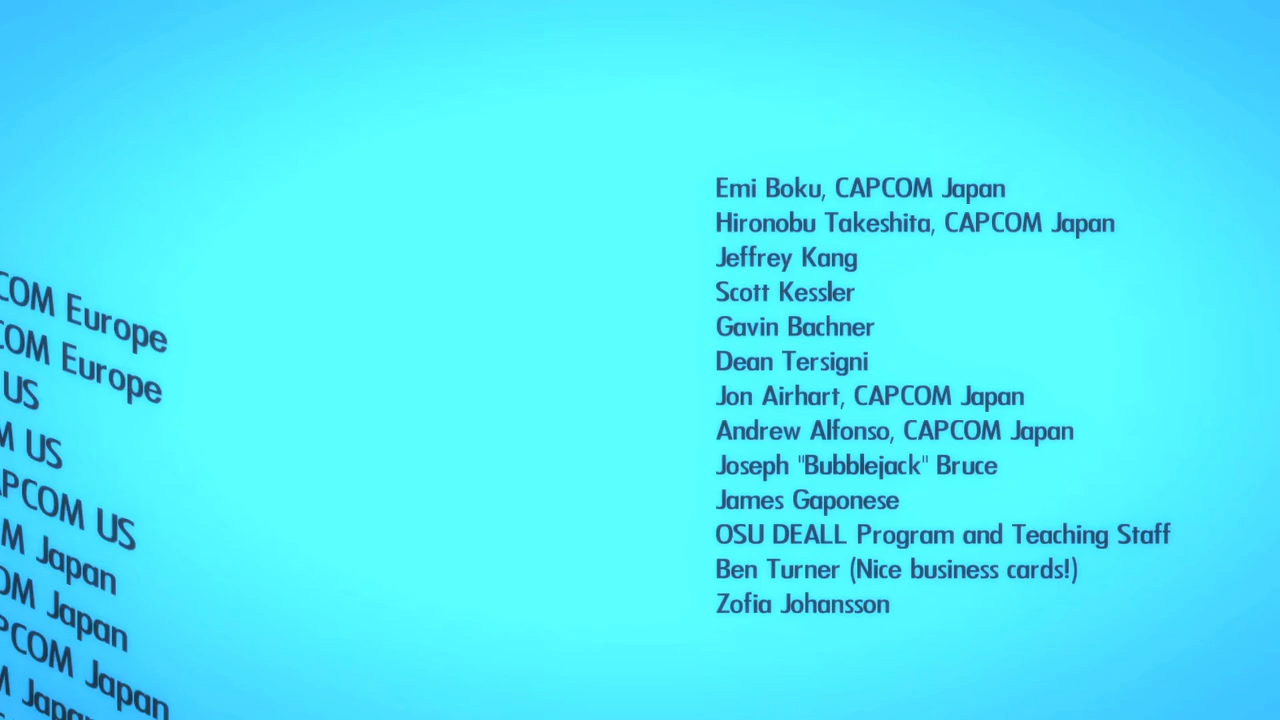 COM Europe
COM Europe
US
M US
APCOM US
OM Japan
COM Japan
PCOM Japan
M Japan
Emi Boku, CAPCOM Japan
Hironobu Takeshita, CAPCOM Japan
Jeffrey Kang
Scott Kessler
Gavin Bachner
Dean Tersigni
Jon Airhart, CAPCOM Japan
Andrew Alfonso, CAPCOM Japan
Joseph "Bubblejack" Bruce
James Gaponese
OSU DEALL Program and Teaching Staff
Ben Turner (Nice business cards!)
Zofia Johansson